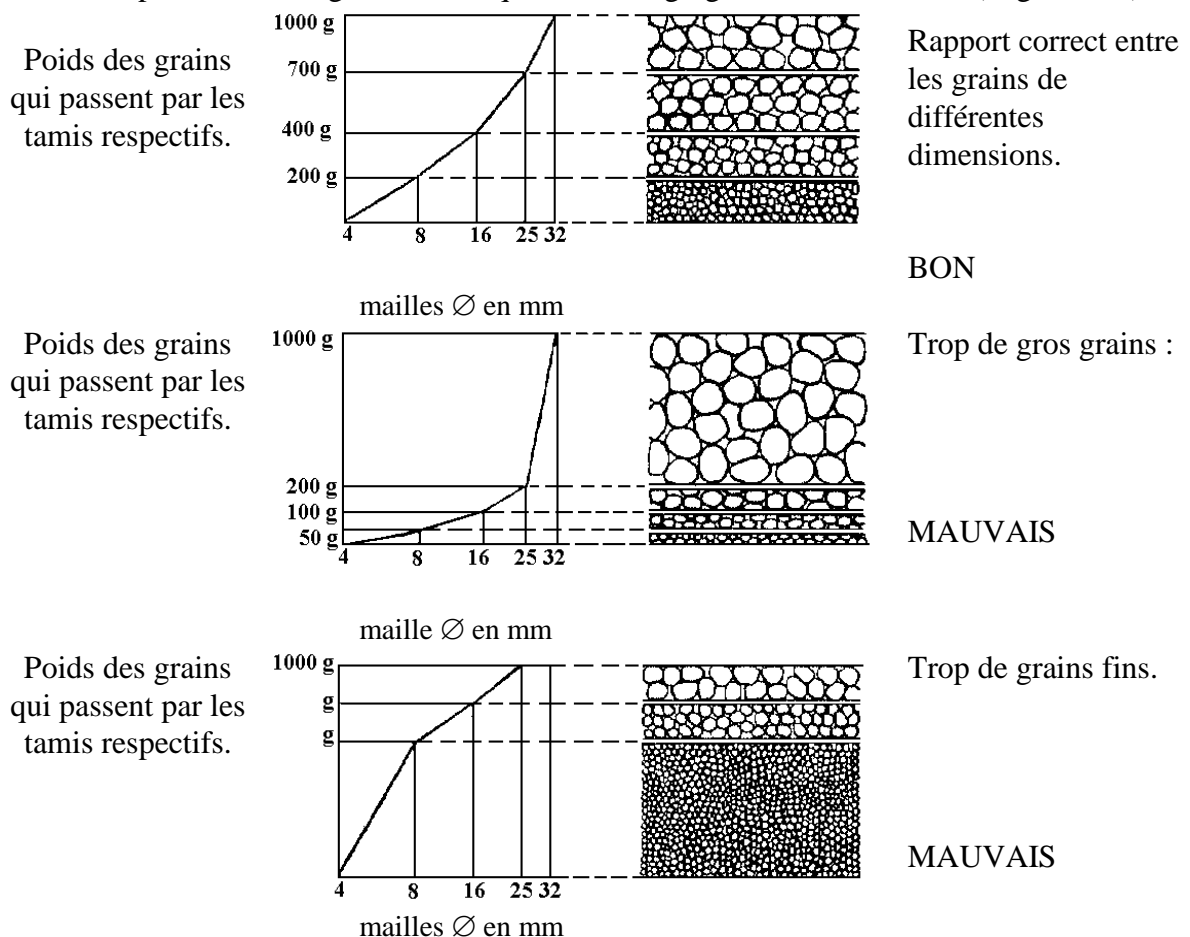 1000 g
700 g
400 g
200 g
4 8 16 25 32
Poids des grains
qui passent par les
tamis respectifs.
Rapport correct entre
les grains de
différentes
dimensions.
BON
mailles ∅ en mm
1000 g
200 g
100 g
50 g
4 8 16 25 32
Poids des grains
qui passent par les
tamis respectifs.
Trop de gros grains :
MAUVAIS
maille ∅ en mm
1000 g
g
g
4 8 16 25 32
Poids des grains
qui passent par les
tamis respectifs.
Trop de grains fins.
MAUVAIS
mailles ∅ en mm